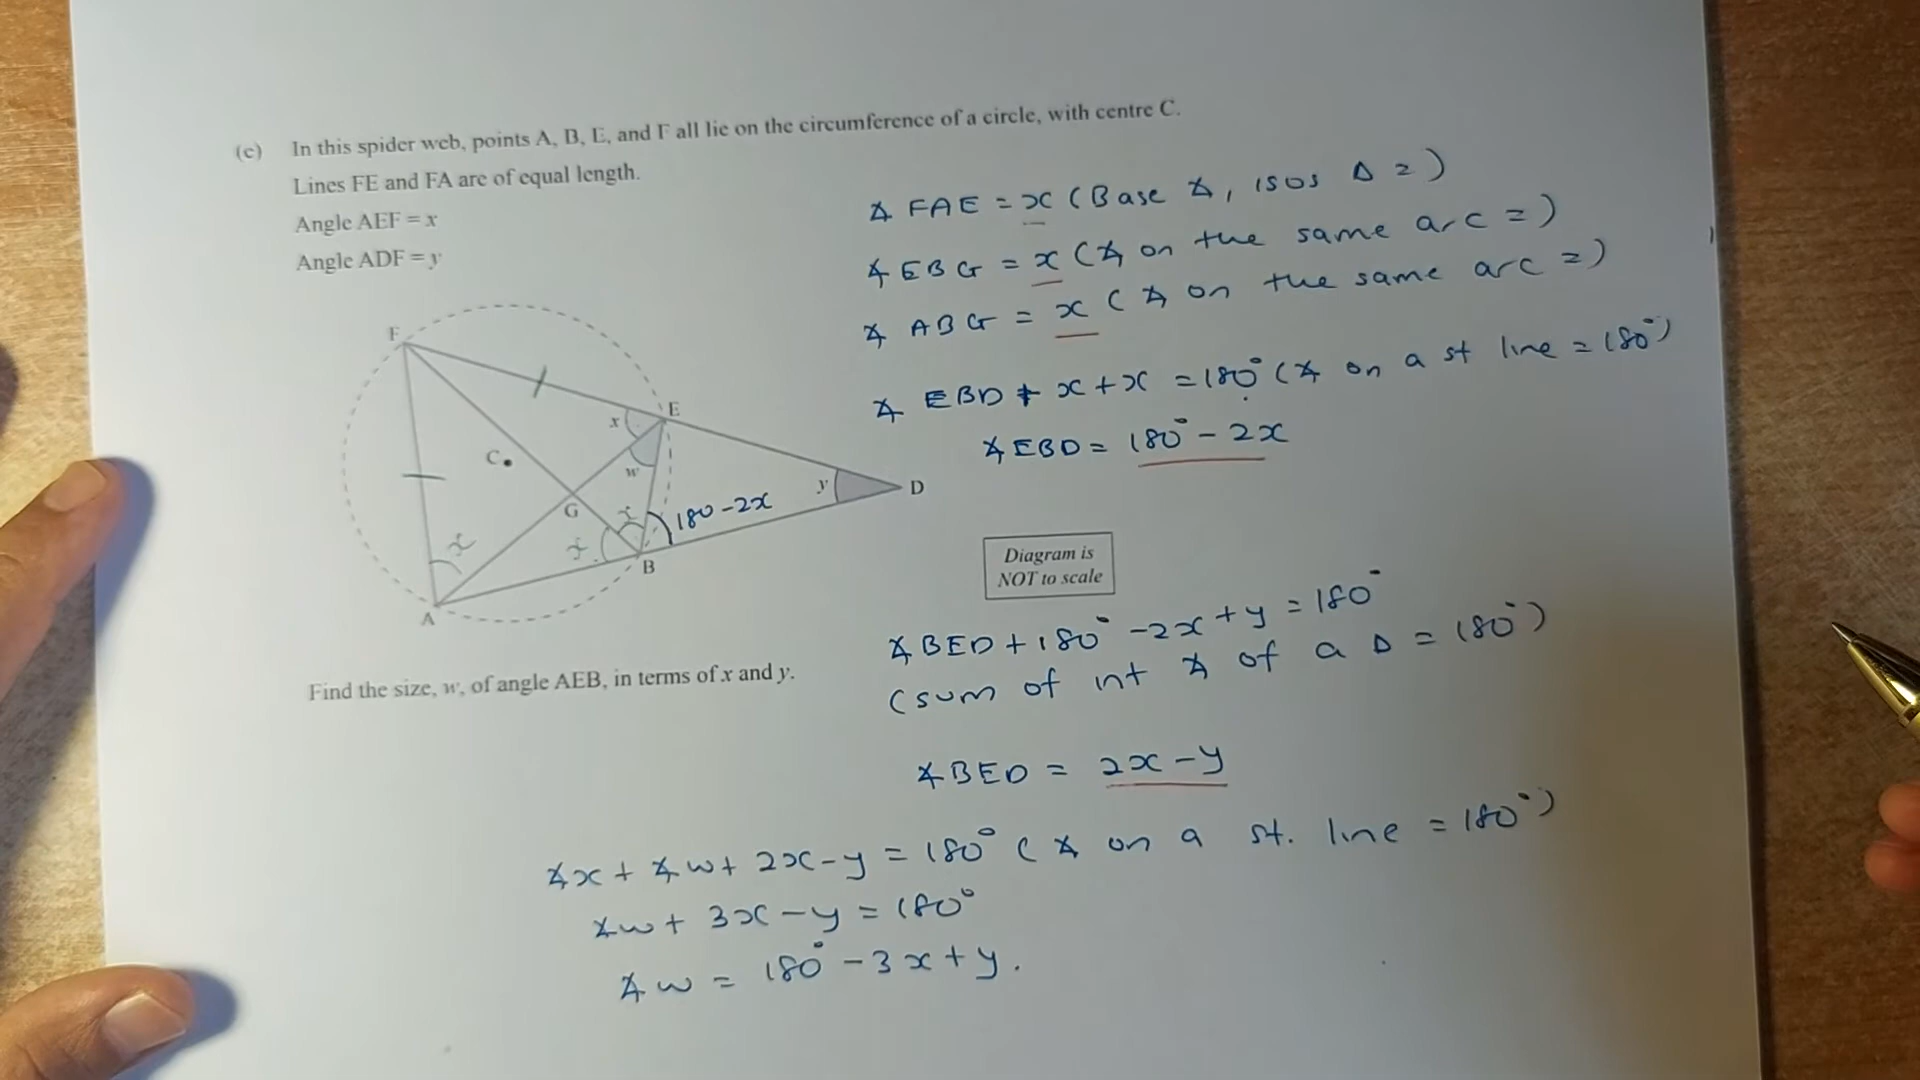 (c) In this spider web, points A, B, E, and F all lie on the circumference of a circle, with centre C.
Lines FE and FA are of equal length.
Angle AEF = x
Angle ADF = y
∡ FAE = x (Base ∡, isos Δ =)
∡ EBG = x (∡ on the same arc =)
∡ ABG = x (∡ on the same arc =)
∡ EBD + x + x = 180° (∡ on a st line = 180°)
∡EBD = 180° - 2x
F
E
x
C
w
G
x
180-2x
y
D
x
x
B
A
Diagram is
NOT to scale
∡BED + 180° - 2x + y = 180°
(sum of int ∡ of a Δ = 180°)
Find the size, w, of angle AEB, in terms of x and y.
∡BED = 2x - y
∡x + ∡w + 2x - y = 180° (∡ on a st. line = 180°)
∡w + 3x - y = 180°
∡w = 180° - 3x + y.